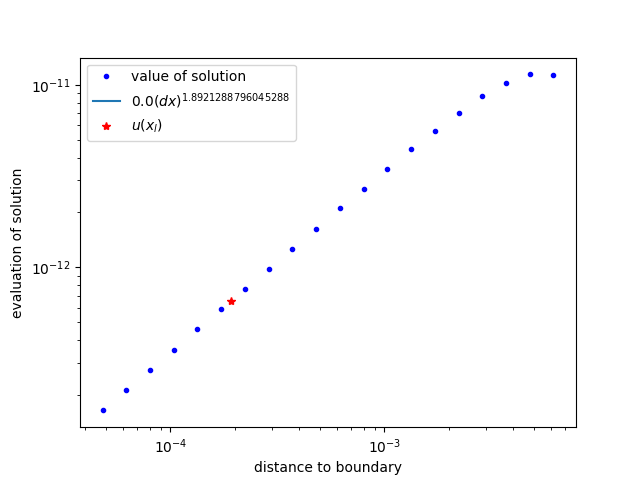 value of solution
0.0(dx)^1.8921288796045288
u(x_l)
10^-11
10^-12
evaluation of solution
10^-4
10^-3
distance to boundary